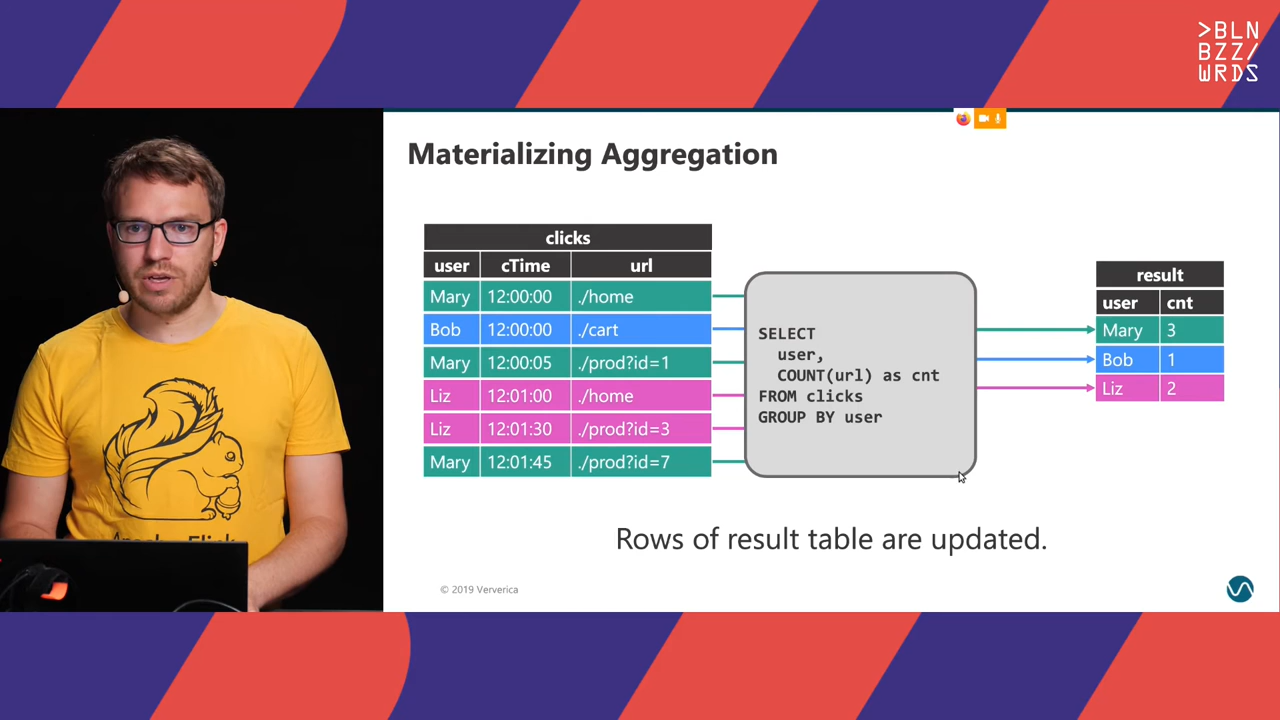 >BLN
BZZ/
WRDS
Materializing Aggregation
clicks
user cTime url
Mary 12:00:00 ./home
Bob 12:00:00 ./cart
Mary 12:00:05 ./prod?id=1
Liz 12:01:00 ./home
Liz 12:01:30 ./prod?id=3
Mary 12:01:45 ./prod?id=7
SELECT
user,
COUNT(url) as cnt
FROM clicks
GROUP BY user
result
user cnt
Mary 3
Bob 1
Liz 2
Rows of result table are updated.
© 2019 Ververica